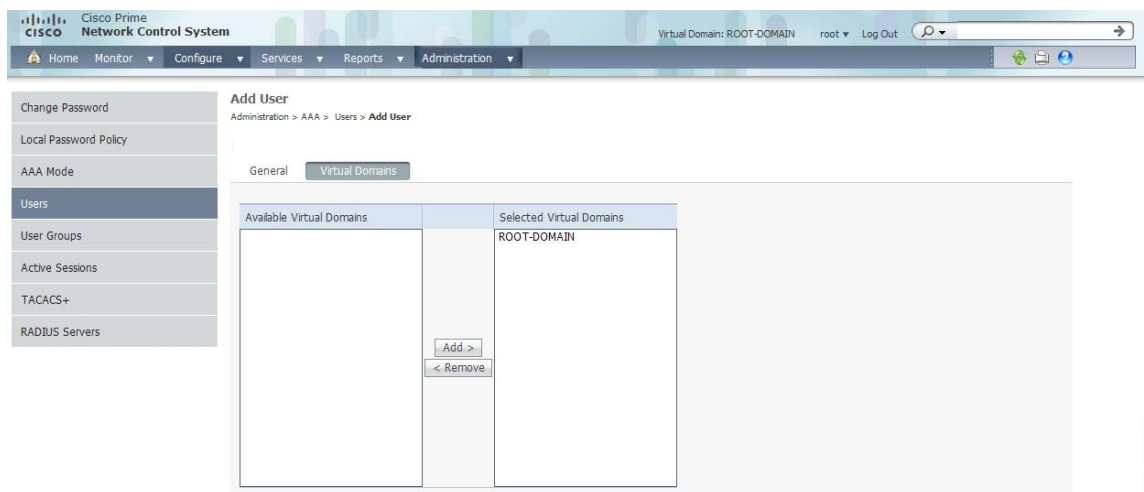 Cisco Prime
CISCO Network Control System
Virtual Domain: ROOT-DOMAIN root Log Out
Home Monitor Configure Services Reports Administration
Change Password
Local Password Policy
AAA Mode
Users
User Groups
Active Sessions
TACACS+
RADIUS Servers
Add User
Administration > AAA > Users > Add User
General Virtual Domains
Available Virtual Domains Selected Virtual Domains
ROOT-DOMAIN
Add >
< Remove